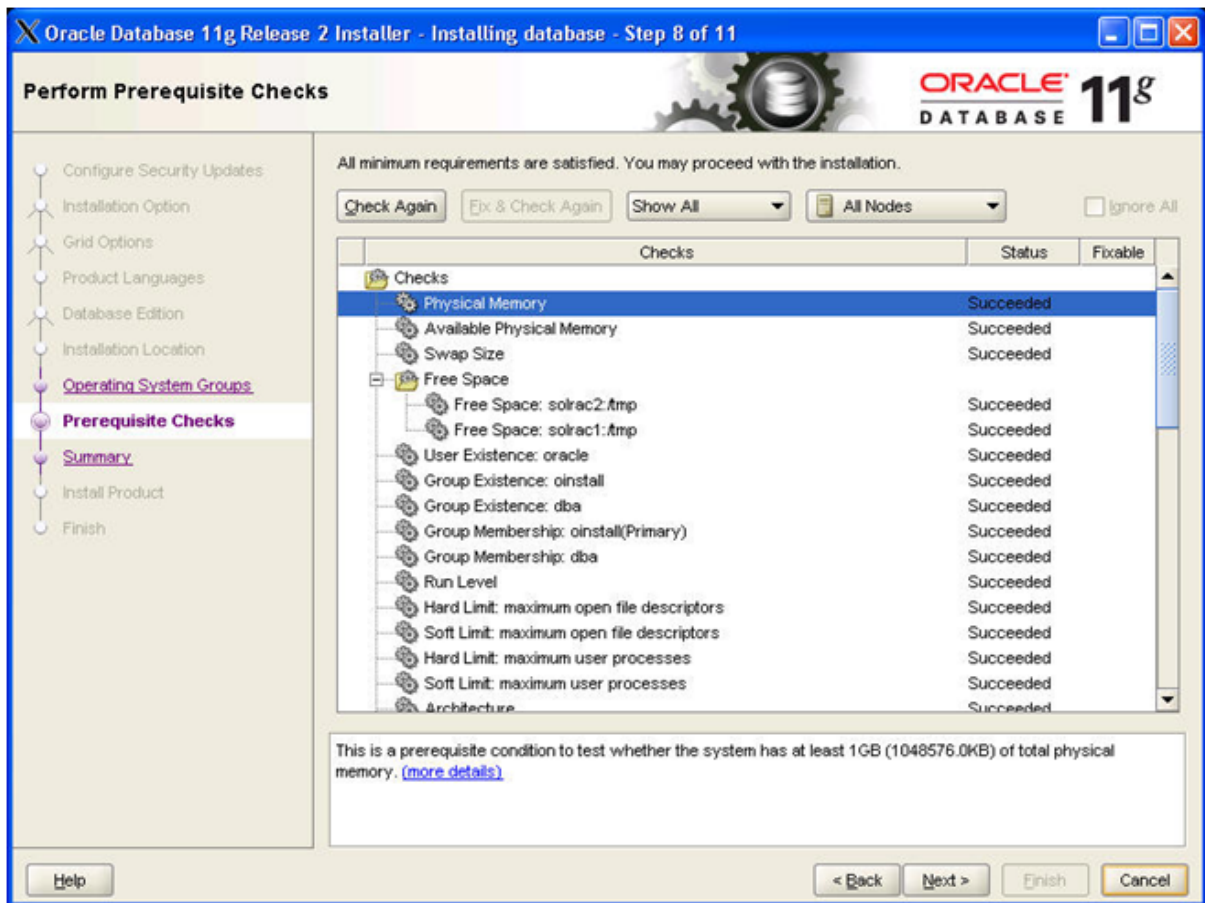 Oracle Database 11g Release 2 Installer - Installing database - Step 8 of 11
Perform Prerequisite Checks
ORACLE DATABASE 11g
Configure Security Updates
Installation Option
Grid Options
Product Languages
Database Edition
Installation Location
Operating System Groups
Prerequisite Checks
Summary
Install Product
Finish
All minimum requirements are satisfied. You may proceed with the installation.
Check Again Fix & Check Again Show All All Nodes Ignore All
Checks Status Fixable
Checks
Physical Memory Succeeded
Available Physical Memory Succeeded
Swap Size Succeeded
Free Space
Free Space: solrac2:/tmp Succeeded
Free Space: solrac1:/tmp Succeeded
User Existence: oracle Succeeded
Group Existence: oinstall Succeeded
Group Existence: dba Succeeded
Group Membership: oinstall(Primary) Succeeded
Group Membership: dba Succeeded
Run Level Succeeded
Hard Limit: maximum open file descriptors Succeeded
Soft Limit: maximum open file descriptors Succeeded
Hard Limit: maximum user processes Succeeded
Soft Limit: maximum user processes Succeeded
Architecture Succeeded
This is a prerequisite condition to test whether the system has at least 1GB (1048576.0KB) of total physical
memory. (more details)
Help < Back Next > Finish Cancel